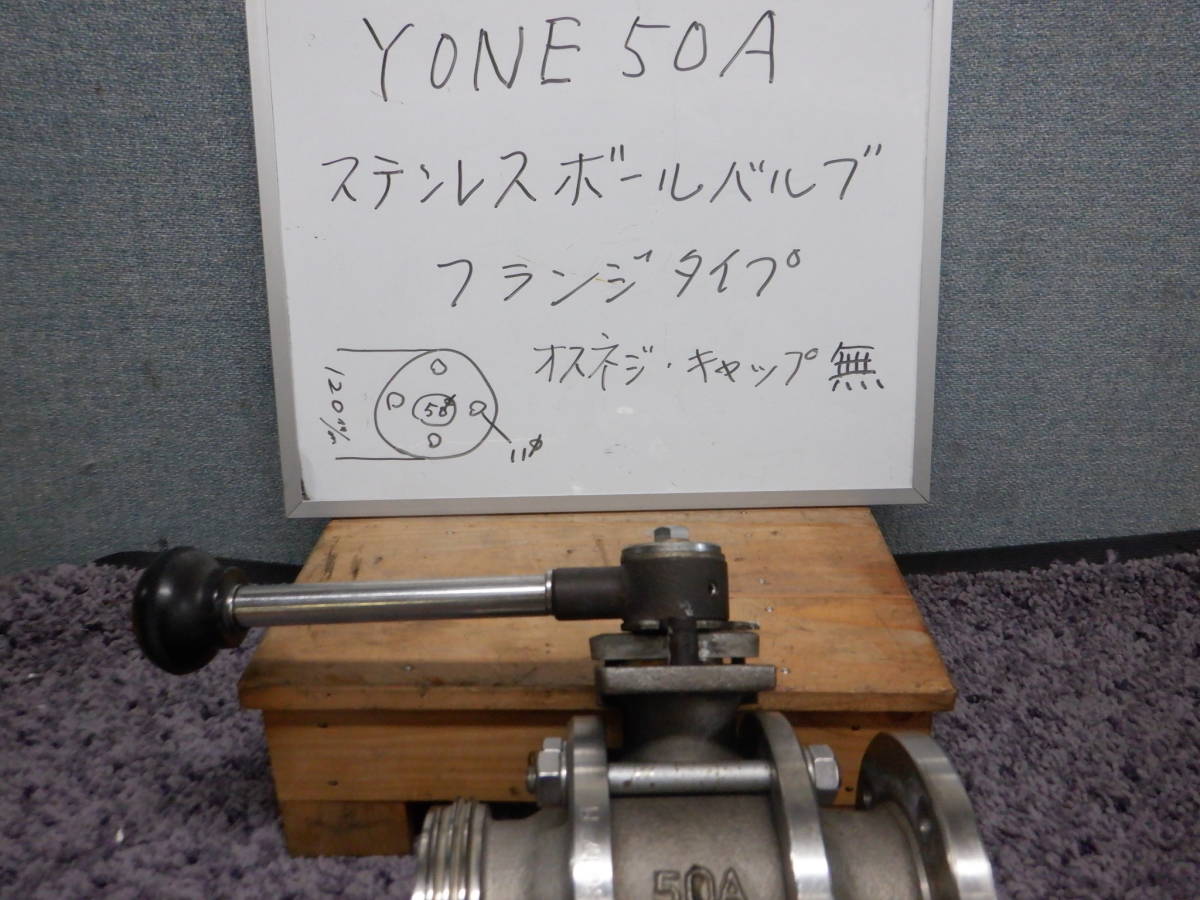 YONE 50A
ステンレスボールバルブ
フランジタイプ
オスネジ・キャップ 無
120m/m
58φ
11φ
50A